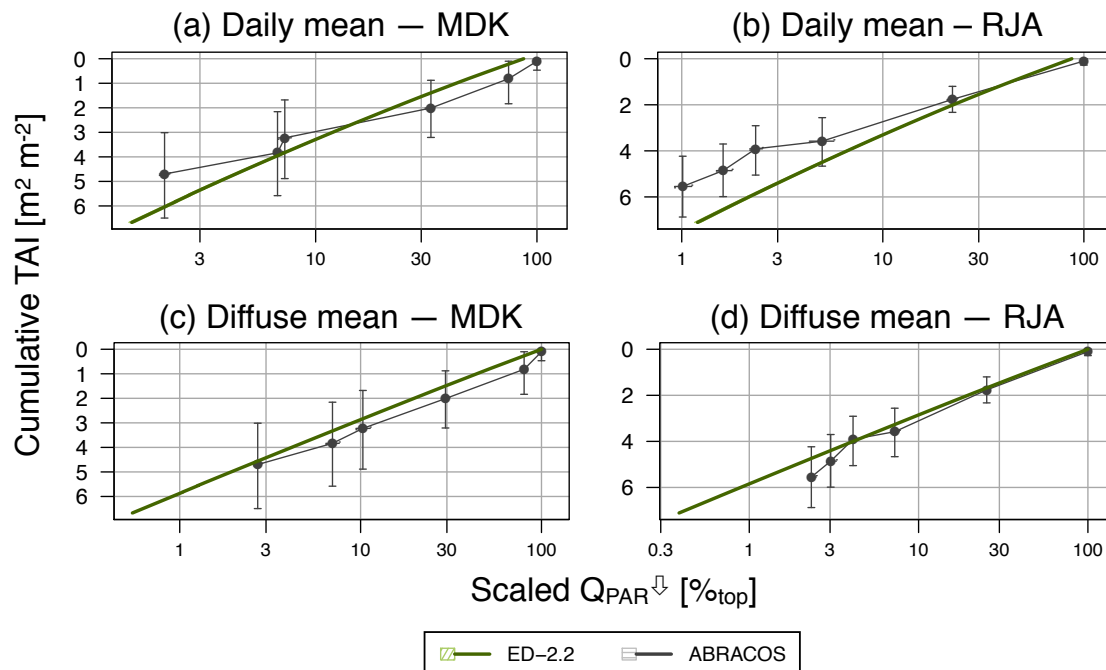 (a) Daily mean — MDK
(b) Daily mean – RJA
0
1
2
3
4
5
6
3 10 30 100
0
2
4
6
1 3 10 30 100
(c) Diffuse mean — MDK
(d) Diffuse mean — RJA
0
1
2
3
4
5
6
1 3 10 30 100
0
2
4
6
0.3 1 3 10 30 100
Cumulative TAI [m² m⁻²]
Scaled Q_PAR^⇩ [%top]
ED−2.2 ABRACOS